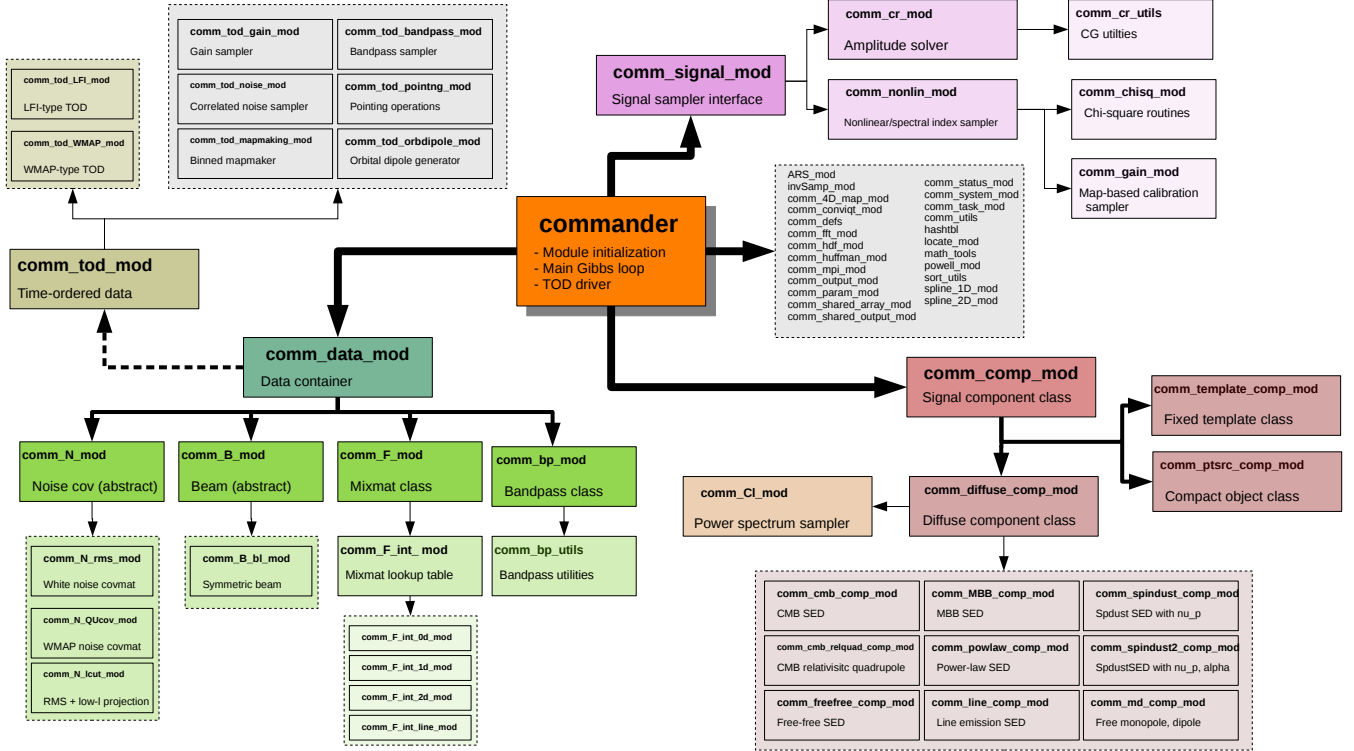 comm_tod_LFI_mod
LFI-type TOD
comm_tod_WMAP_mod
WMAP-type TOD
comm_tod_gain_mod
Gain sampler
comm_tod_bandpass_mod
Bandpass sampler
comm_tod_noise_mod
Correlated noise sampler
comm_tod_pointng_mod
Pointing operations
comm_tod_mapmaking_mod
Binned mapmaker
comm_tod_orbdipole_mod
Orbital dipole generator
comm_signal_mod
Signal sampler interface
comm_cr_mod
Amplitude solver
comm_cr_utils
CG utilties
comm_nonlin_mod
Nonlinear/spectral index sampler
comm_chisq_mod
Chi-square routines
comm_gain_mod
Map-based calibration
sampler
commander
- Module initialization
- Main Gibbs loop
- TOD driver
ARS_mod
invSamp_mod
comm_4D_map_mod
comm_conviqt_mod
comm_defs
comm_fft_mod
comm_hdf_mod
comm_huffman_mod
comm_mpi_mod
comm_output_mod
comm_param_mod
comm_shared_array_mod
comm_shared_output_mod
comm_status_mod
comm_system_mod
comm_task_mod
comm_utils
hashtbl
locate_mod
math_tools
powell_mod
sort_utils
spline_1D_mod
spline_2D_mod
comm_tod_mod
Time-ordered data
comm_data_mod
Data container
comm_comp_mod
Signal component class
comm_template_comp_mod
Fixed template class
comm_ptsrc_comp_mod
Compact object class
comm_N_mod
Noise cov (abstract)
comm_B_mod
Beam (abstract)
comm_F_mod
Mixmat class
comm_bp_mod
Bandpass class
comm_Cl_mod
Power spectrum sampler
comm_diffuse_comp_mod
Diffuse component class
comm_N_rms_mod
White noise covmat
comm_N_QUcov_mod
WMAP noise covmat
comm_N_lcut_mod
RMS + low-l projection
comm_B_bl_mod
Symmetric beam
comm_F_int_ mod
Mixmat lookup table
comm_bp_utils
Bandpass utilities
comm_F_int_0d_mod
comm_F_int_1d_mod
comm_F_int_2d_mod
comm_F_int_line_mod
comm_cmb_comp_mod
CMB SED
comm_MBB_comp_mod
MBB SED
comm_spindust_comp_mod
Spdust SED with nu_p
comm_cmb_relquad_comp_mod
CMB relativisitc quadrupole
comm_powlaw_comp_mod
Power-law SED
comm_spindust2_comp_mod
SpdustSED with nu_p, alpha
comm_freefree_comp_mod
Free-free SED
comm_line_comp_mod
Line emission SED
comm_md_comp_mod
Free monopole, dipole